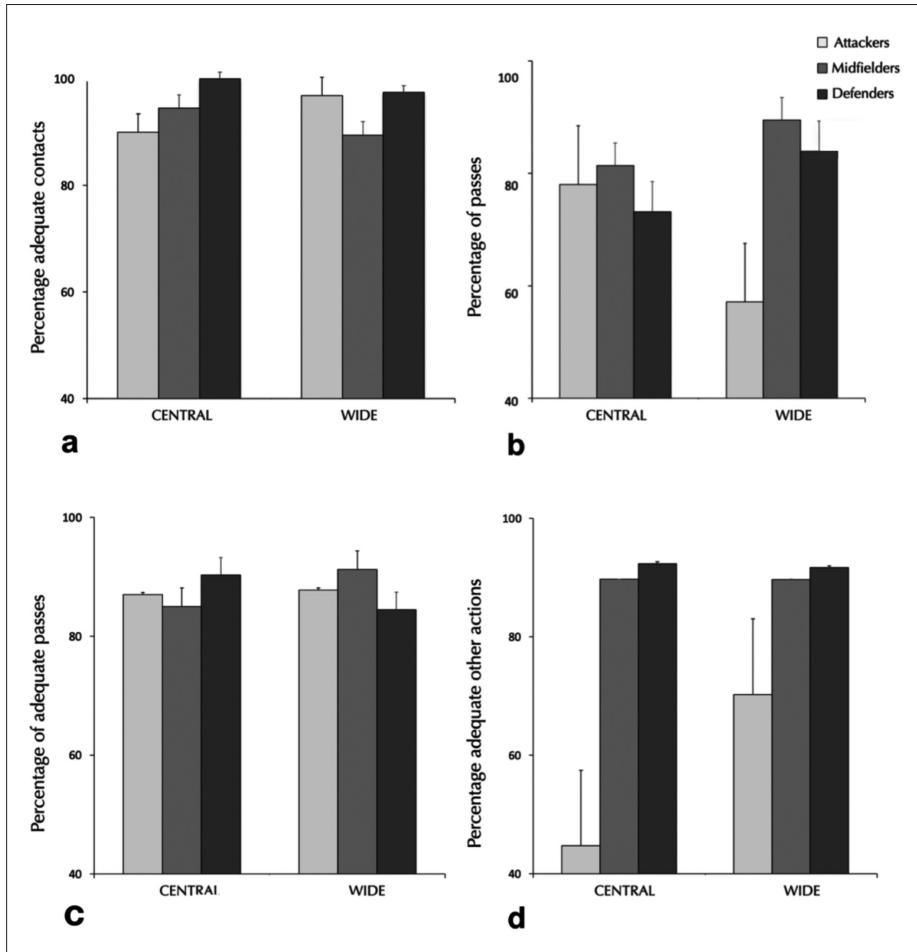 Percentage adequate contacts
100
80
60
40
CENTRAL
WIDE
a
Percentage of passes
100
80
60
40
CENTRAL
WIDE
b
Attackers
Midfielders
Defenders
Percentage of adequate passes
100
80
60
40
CENTRAL
WIDE
c
Percentage adequate other actions
100
80
60
40
CENTRAL
WIDE
d